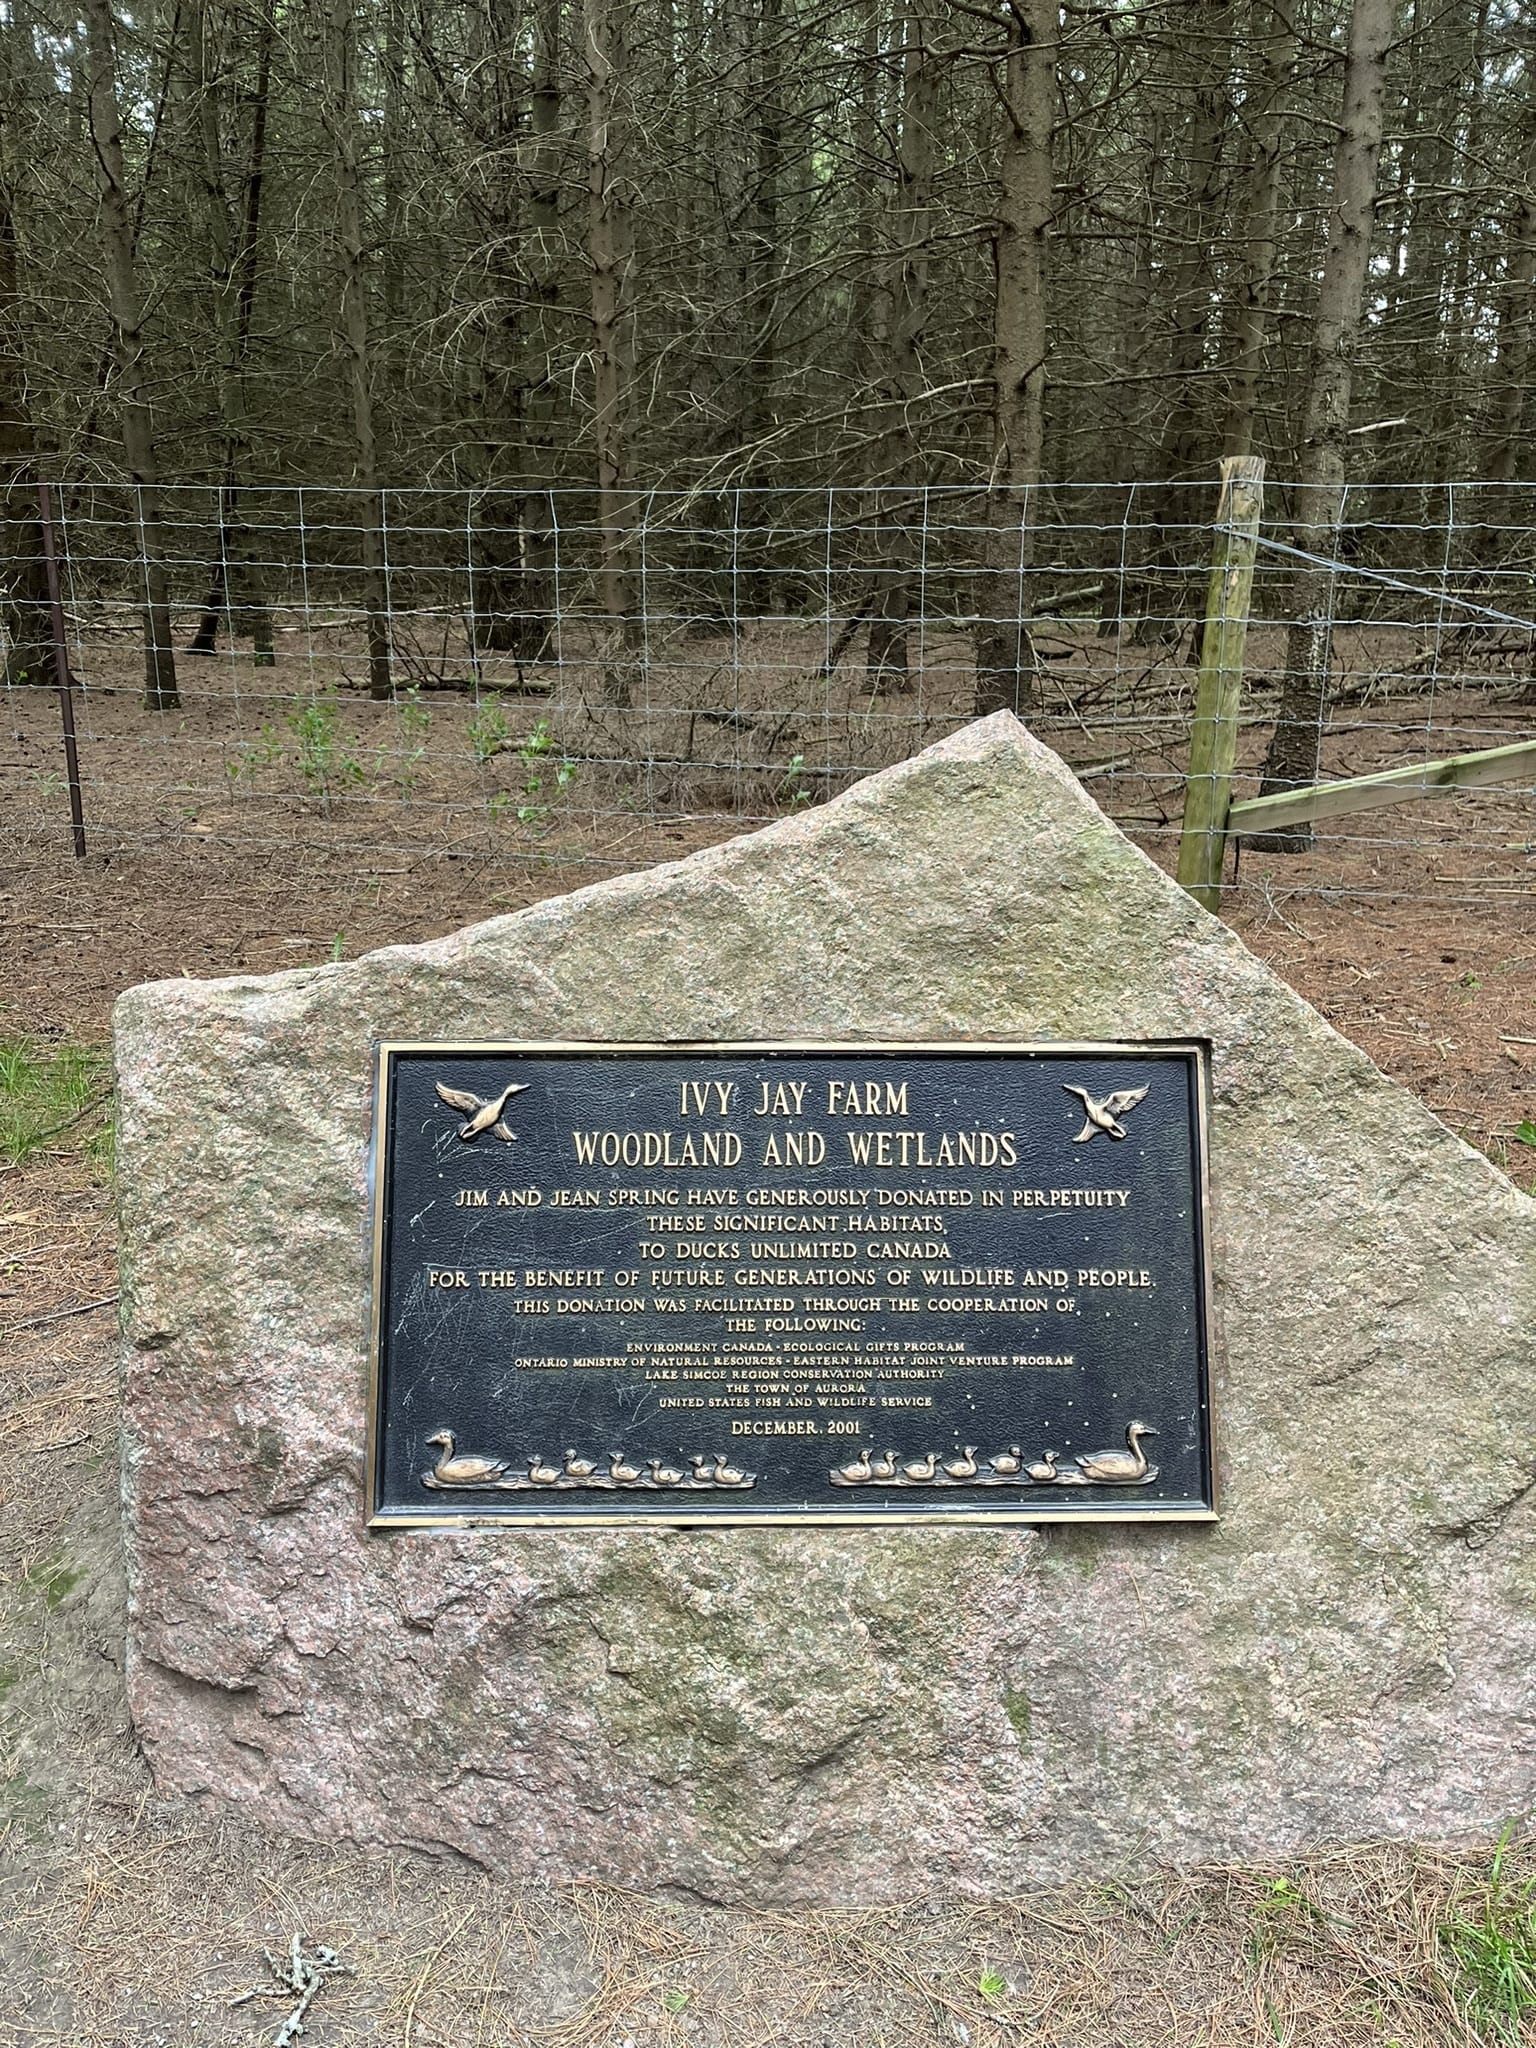 IVY JAY FARM
WOODLAND AND WETLANDS
JIM AND JEAN SPRING HAVE GENEROUSLY DONATED IN PERPETUITY
THESE SIGNIFICANT HABITATS,
TO DUCKS UNLIMITED CANADA
FOR THE BENEFIT OF FUTURE GENERATIONS OF WILDLIFE AND PEOPLE.
THIS DONATION WAS FACILITATED THROUGH THE COOPERATION OF
THE FOLLOWING:
ENVIRONMENT CANADA - ECOLOGICAL GIFTS PROGRAM
ONTARIO MINISTRY OF NATURAL RESOURCES - EASTERN HABITAT JOINT VENTURE PROGRAM
LAKE SIMCOE REGION CONSERVATION AUTHORITY
THE TOWN OF AURORA
UNITED STATES FISH AND WILDLIFE SERVICE
DECEMBER, 2001